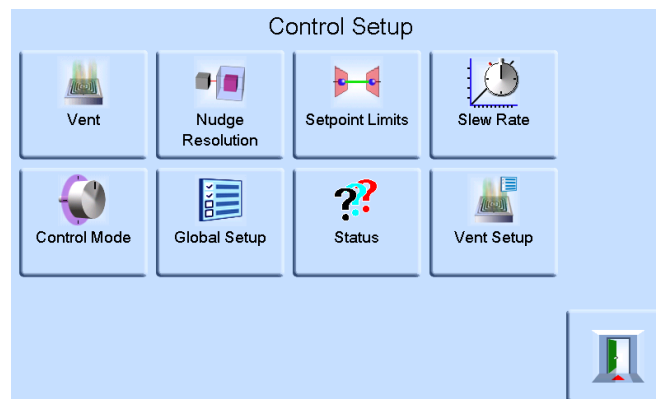 Control Setup
Vent
Nudge
Resolution
Setpoint Limits
Slew Rate
Control Mode
Global Setup
???
Status
Vent Setup